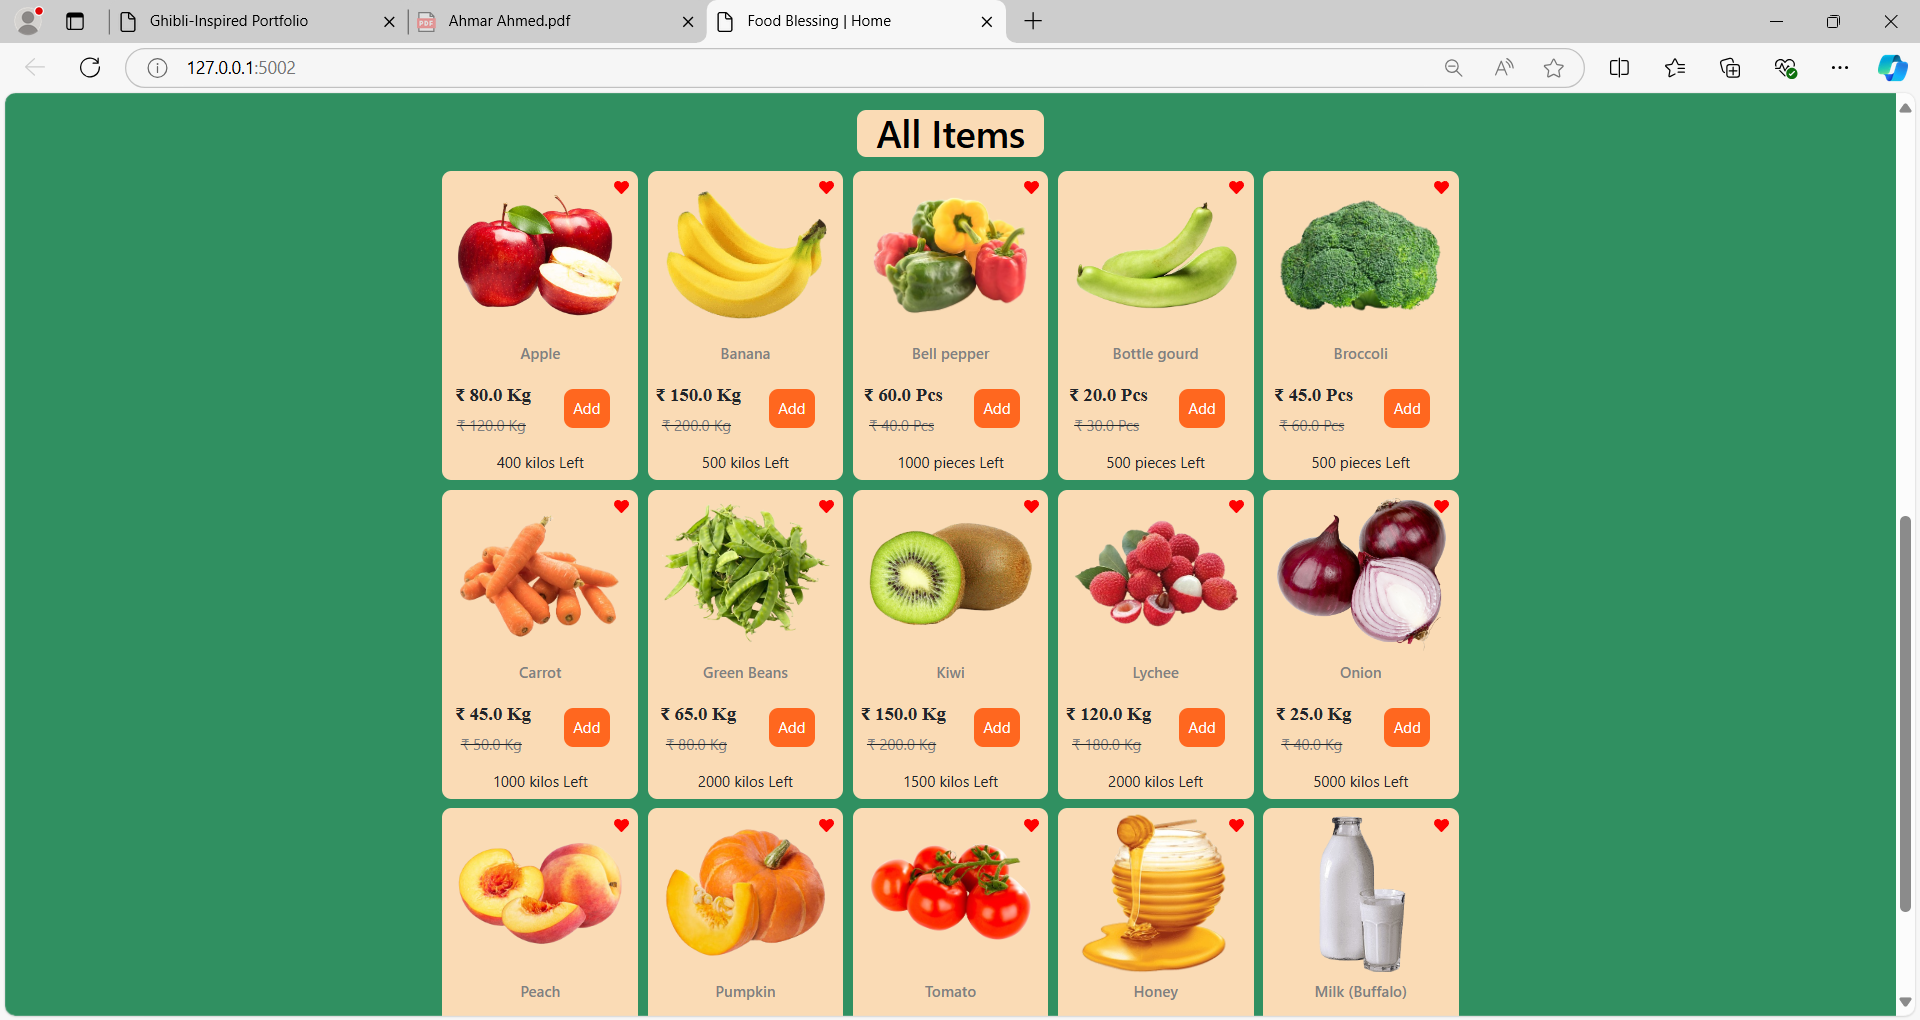 Ghibli-Inspired Portfolio
Ahmar Ahmed.pdf
Food Blessing | Home
127.0.0.1:5002
All Items
Apple
Banana
Bell pepper
Bottle gourd
Broccoli
₹ 80.0 Kg
Add
₹ 150.0 Kg
Add
₹ 60.0 Pcs
Add
₹ 20.0 Pcs
Add
₹ 45.0 Pcs
Add
₹ 120.0 Kg
₹ 200.0 Kg
₹ 40.0 Pcs
₹ 30.0 Pcs
₹ 60.0 Pcs
400 kilos Left
500 kilos Left
1000 pieces Left
500 pieces Left
500 pieces Left
Carrot
Green Beans
Kiwi
Lychee
Onion
₹ 45.0 Kg
Add
₹ 65.0 Kg
Add
₹ 150.0 Kg
Add
₹ 120.0 Kg
Add
₹ 25.0 Kg
Add
₹ 50.0 Kg
₹ 80.0 Kg
₹ 200.0 Kg
₹ 180.0 Kg
₹ 40.0 Kg
1000 kilos Left
2000 kilos Left
1500 kilos Left
2000 kilos Left
5000 kilos Left
Peach
Pumpkin
Tomato
Honey
Milk (Buffalo)